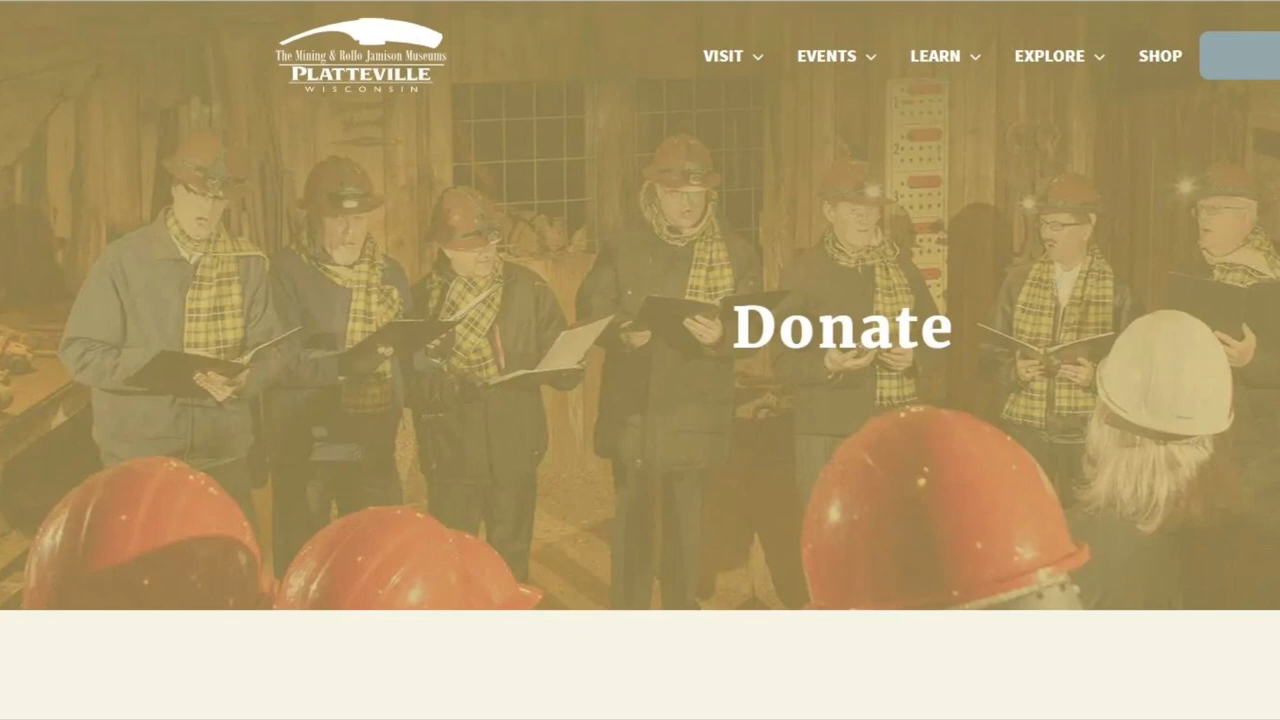 The Mining & Rollo Jamison Museums
PLATTEVILLE
WISCONSIN
VISIT
EVENTS
LEARN
EXPLORE
SHOP
Donate